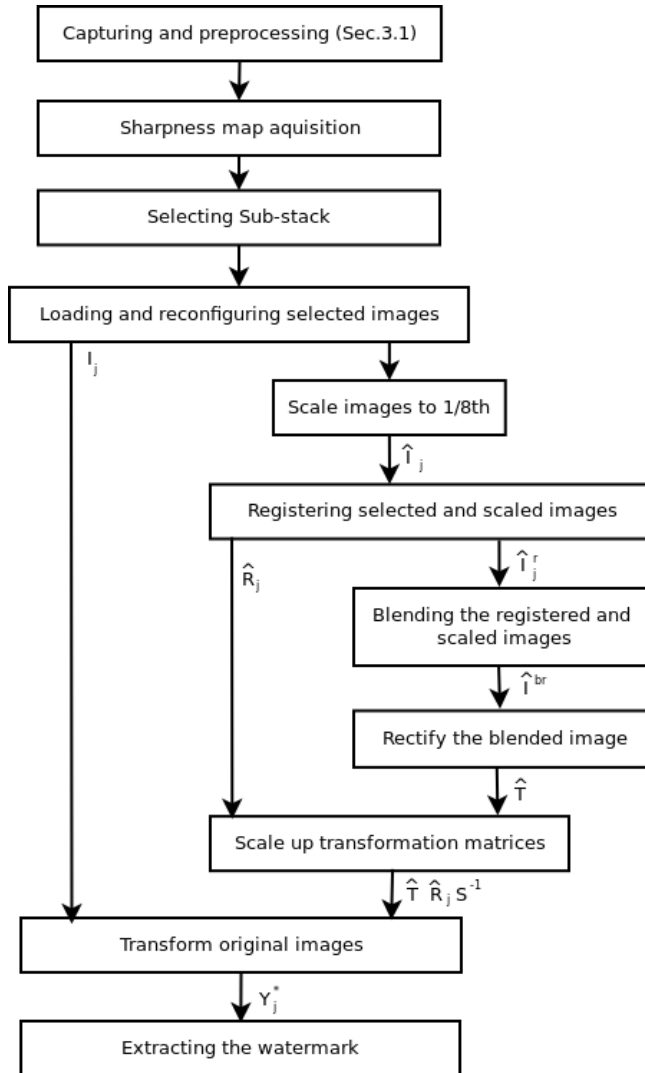 Capturing and preprocessing (Sec.3.1)
Sharpness map aquisition
Selecting Sub-stack
Loading and reconfiguring selected images
I_j
Scale images to 1/8th
Î_j
Registering selected and scaled images
R̂_j
Î_j^r
Blending the registered and
scaled images
Î^br
Rectify the blended image
T̂
Scale up transformation matrices
T̂ R̂_j S^-1
Transform original images
Y_j^*
Extracting the watermark